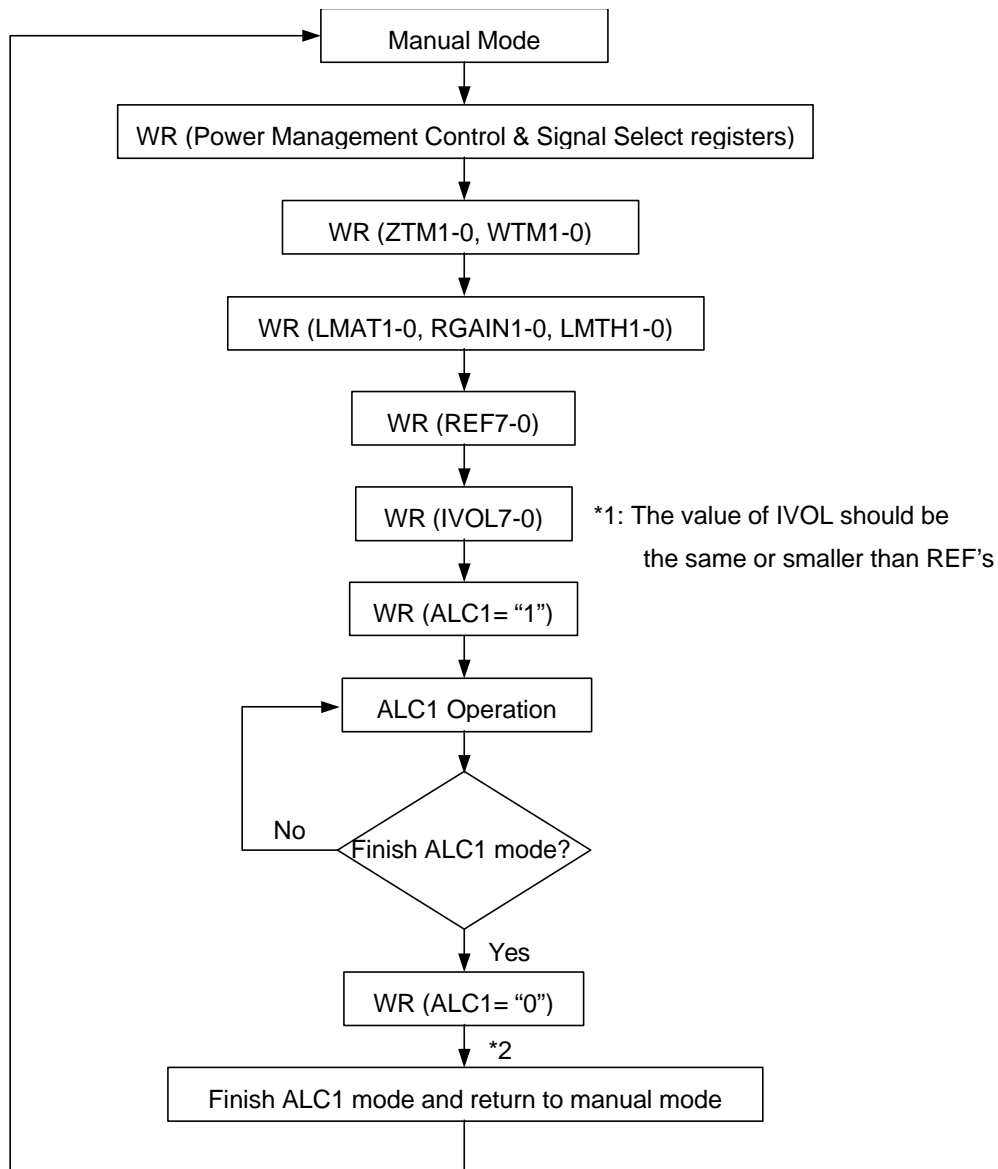 Manual Mode
WR (Power Management Control & Signal Select registers)
WR (ZTM1-0, WTM1-0)
WR (LMAT1-0, RGAIN1-0, LMTH1-0)
WR (REF7-0)
WR (IVOL7-0)
*1: The value of IVOL should be
the same or smaller than REF’s
WR (ALC1= “1”)
ALC1 Operation
No
Finish ALC1 mode?
Yes
WR (ALC1= “0”)
*2
Finish ALC1 mode and return to manual mode